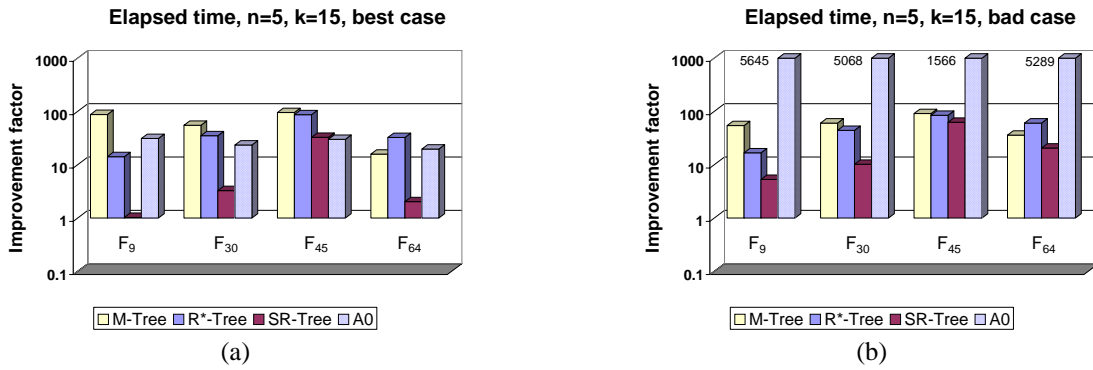 Elapsed time, n=5, k=15, best case
Improvement factor
1000
100
10
1
0.1
F9
F30
F45
F64
M-Tree R*-Tree SR-Tree A0
(a)
Elapsed time, n=5, k=15, bad case
Improvement factor
1000
100
10
1
0.1
5645
5068
1566
5289
F9
F30
F45
F64
M-Tree R*-Tree SR-Tree A0
(b)